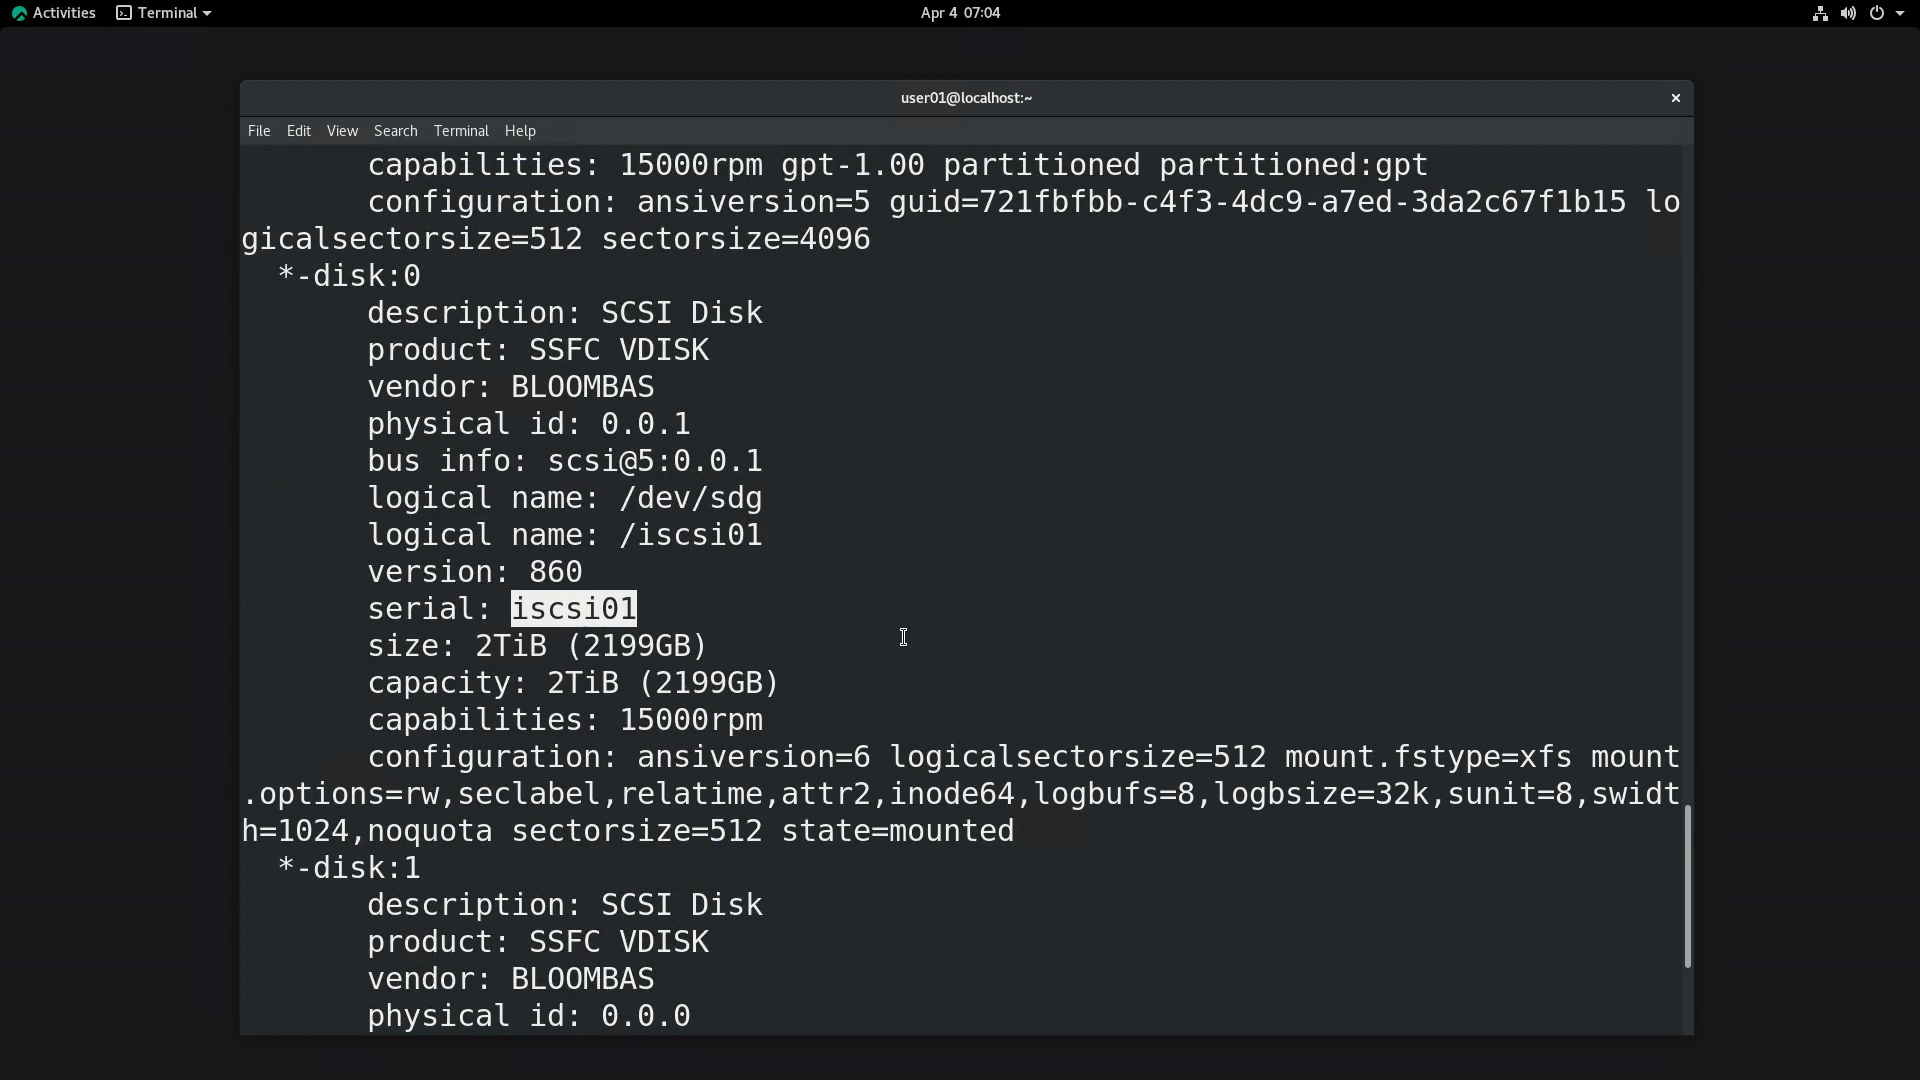 Activities Terminal Apr 4 07:04
user01@localhost:~ ×
File Edit View Search Terminal Help
capabilities: 15000rpm gpt-1.00 partitioned partitioned:gpt
configuration: ansiversion=5 guid=721fbfbb-c4f3-4dc9-a7ed-3da2c67f1b15 lo
gicalsectorsize=512 sectorsize=4096
*-disk:0
description: SCSI Disk
product: SSFC VDISK
vendor: BLOOMBAS
physical id: 0.0.1
bus info: scsi@5:0.0.1
logical name: /dev/sdg
logical name: /iscsi01
version: 860
serial: iscsi01
size: 2TiB (2199GB)
capacity: 2TiB (2199GB)
capabilities: 15000rpm
configuration: ansiversion=6 logicalsectorsize=512 mount.fstype=xfs mount
.options=rw,seclabel,relatime,attr2,inode64,logbufs=8,logbsize=32k,sunit=8,swidt
h=1024,noquota sectorsize=512 state=mounted
*-disk:1
description: SCSI Disk
product: SSFC VDISK
vendor: BLOOMBAS
physical id: 0.0.0